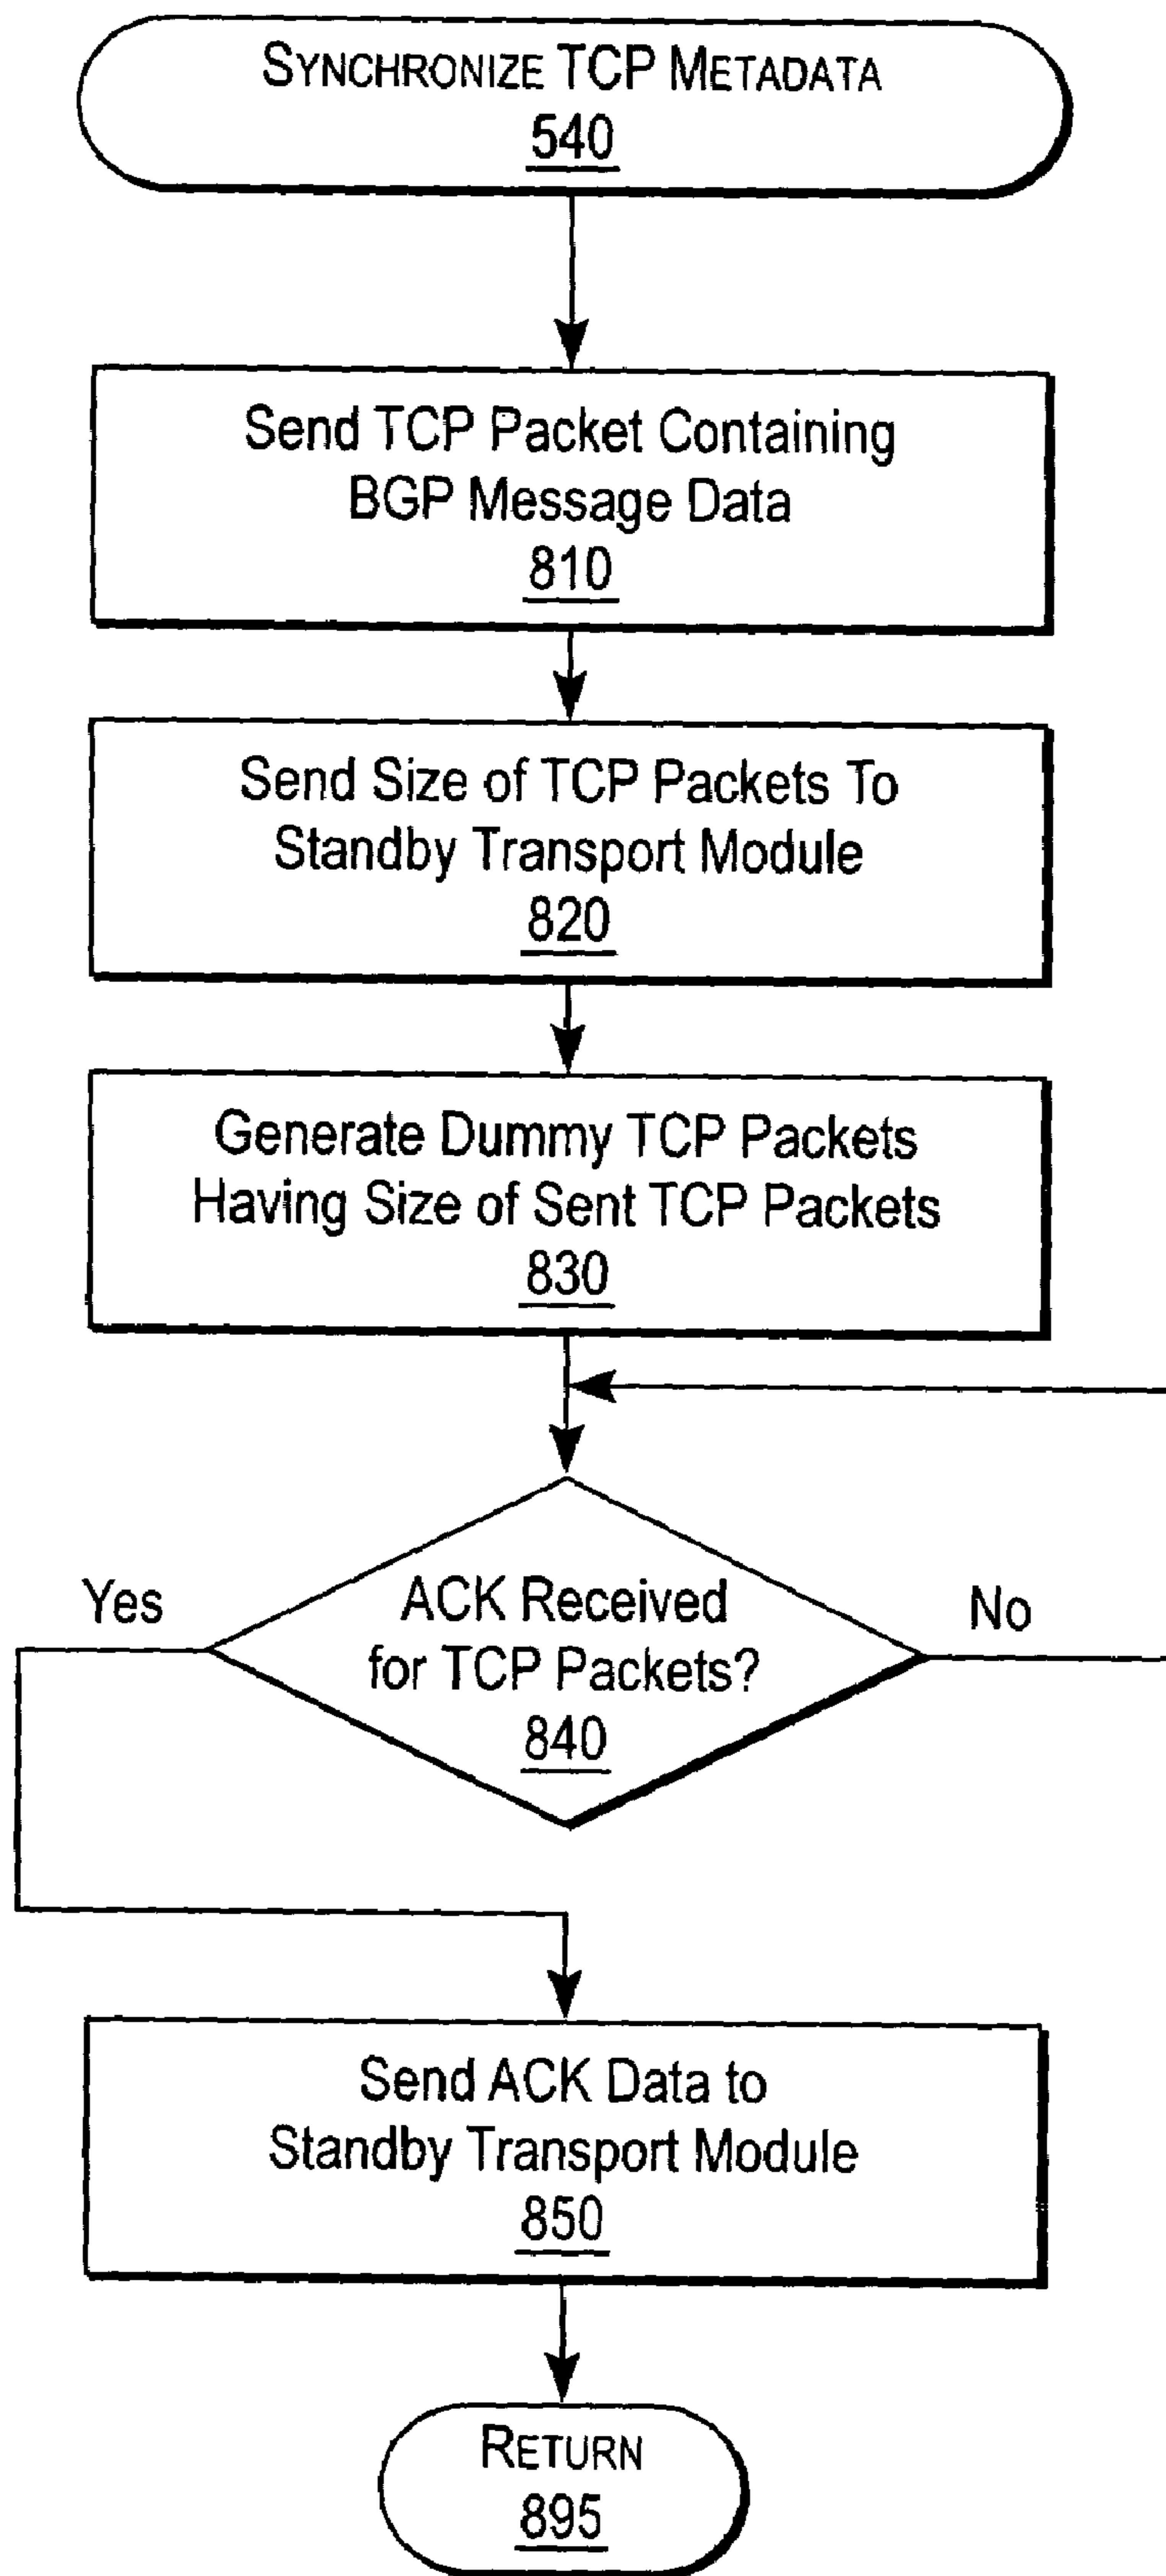 SYNCHRONIZE TCP METADATA
540
Send TCP Packet Containing
BGP Message Data
810
Send Size of TCP Packets To
Standby Transport Module
820
Generate Dummy TCP Packets
Having Size of Sent TCP Packets
830
Yes
ACK Received
for TCP Packets?
840
No
Send ACK Data to
Standby Transport Module
850
RETURN
895